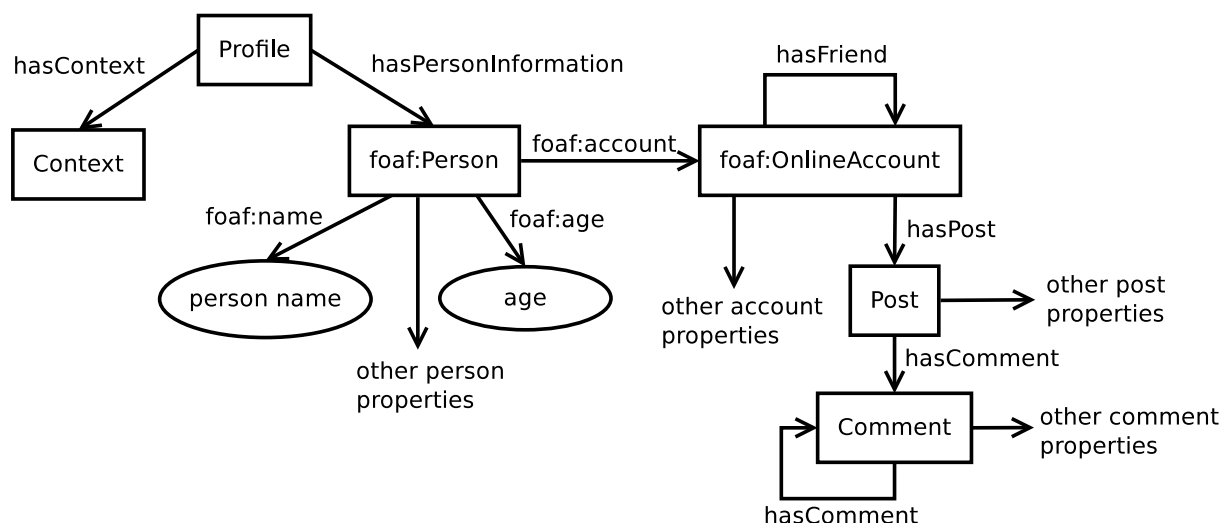 Profile
hasContext
hasPersonInformation
hasFriend
Context
foaf:Person
foaf:account
foaf:OnlineAccount
foaf:name
foaf:age
hasPost
person name
age
other account
properties
Post
other post
properties
other person
properties
hasComment
Comment
other comment
properties
hasComment